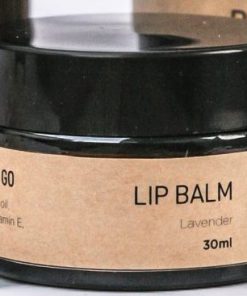 GO
oil
amin E,
LIP BALM
Lavender
30ml